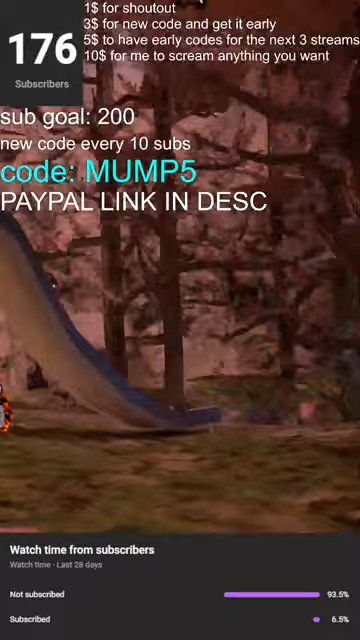 1$ for shoutout
3$ for new code and get it early
5$ to have early codes for the next 3 streams
10$ for me to scream anything you want
176
Subscribers
sub goal: 200
new code every 10 subs
code: MUMP5
PAYPAL LINK IN DESC
Watch time from subscribers
Watch time · Last 28 days
Not subscribed 93.5%
Subscribed 6.5%